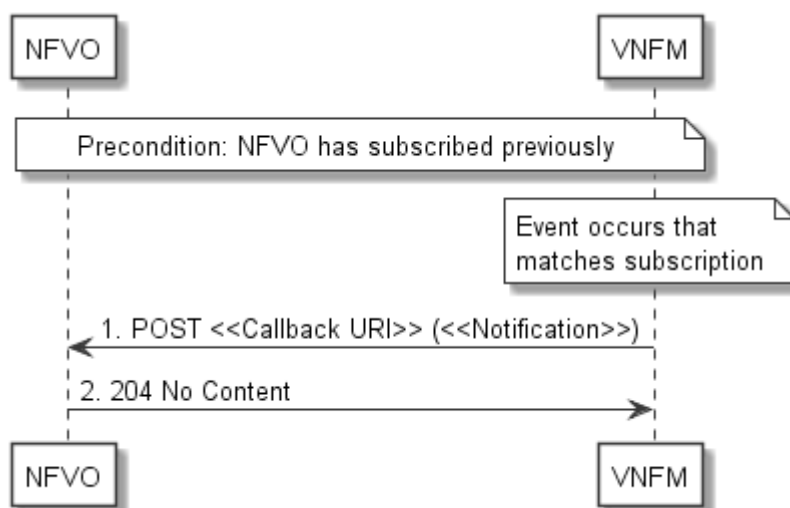 NFVO
VNFM
Precondition: NFVO has subscribed previously
Event occurs that
matches subscription
1. POST <<Callback URI>> (<<Notification>>)
2. 204 No Content
NFVO
VNFM